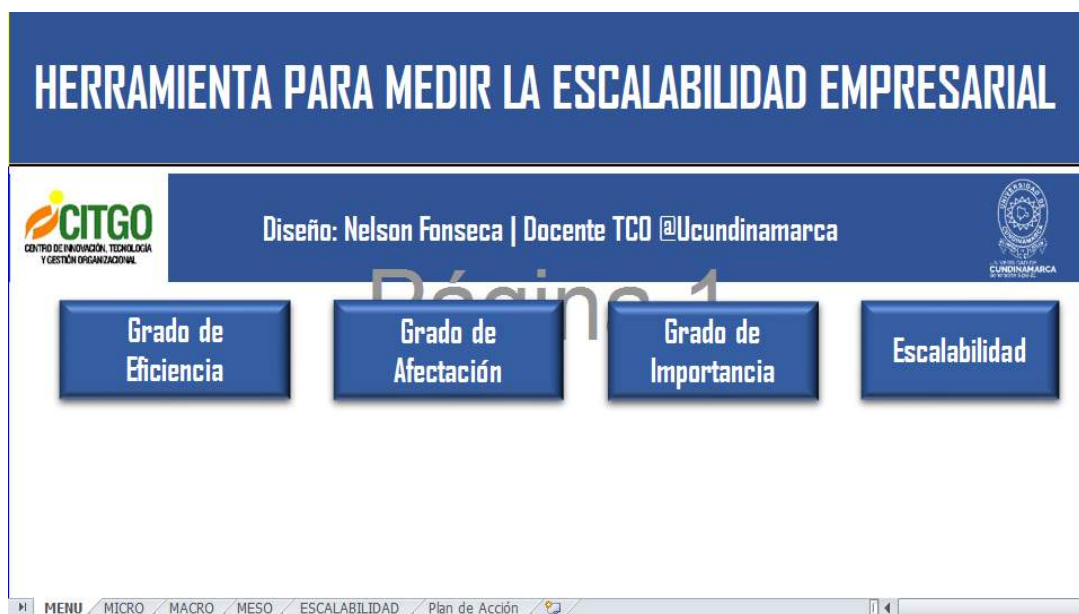 HERRAMIENTA PARA MEDIR LA ESCALABILIDAD EMPRESARIAL
CITGO
CENTRO DE INNOVACIÓN, TECNOLOGÍA
Y GESTIÓN ORGANIZACIONAL
Diseño: Nelson Fonseca | Docente TCO @Ucundinamarca
UNIVERSIDAD DE
CUNDINAMARCA
Página 1
Grado de
Eficiencia
Grado de
Afectación
Grado de
Importancia
Escalabilidad
MENU MICRO MACRO MESO ESCALABILIDAD Plan de Acción